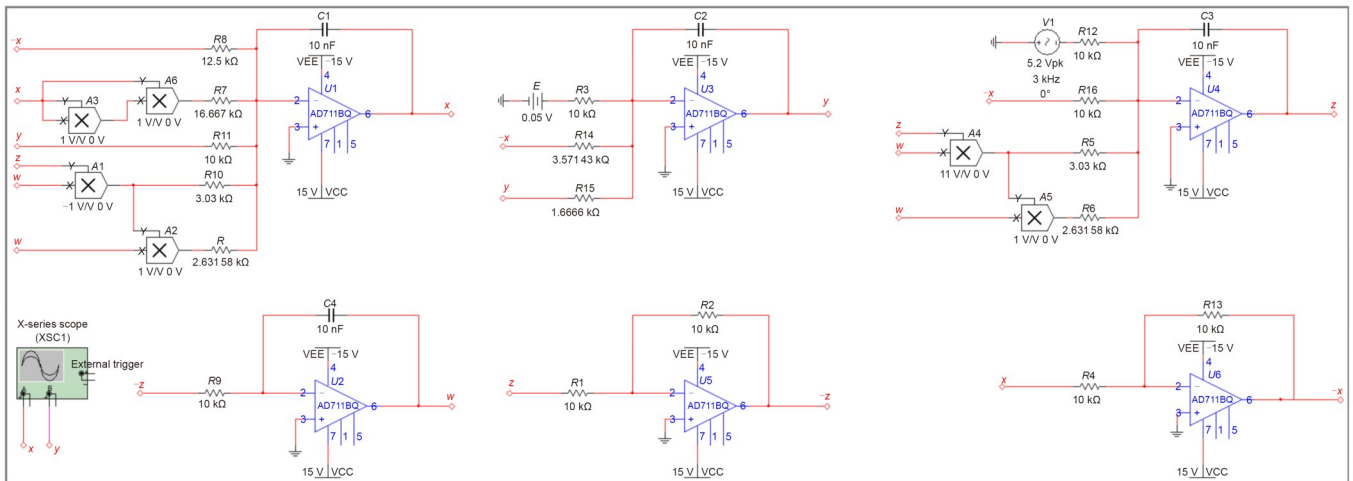 C1
10 nF
-x
R8
12.5 kΩ
VEE -15 V
4
U1
AD711BQ
2
3
6
7 1 5
15 V VCC
x
x
Y
A6
Y
A3
X
X
1 V/V 0 V
1 V/V 0 V
R7
16.667 kΩ
y
R11
10 kΩ
z
w
Y
A1
X
-1 V/V 0 V
R10
3.03 kΩ
w
Y
A2
X
1 V/V 0 V
R
2.631 58 kΩ
C2
10 nF
VEE -15 V
4
U3
AD711BQ
2
3
6
7 1 5
15 V VCC
y
E
0.05 V
R3
10 kΩ
-x
R14
3.571 43 kQ
y
R15
1.6666 kΩ
V1
5.2 Vpk
3 kHz
0°
R12
10 kΩ
C3
10 nF
VEE -15 V
4
U4
AD711BQ
2
3
6
7 1 5
15 V VCC
z
-x
R16
10 kΩ
z
w
Y
A4
X
11 V/V 0 V
R5
3.03 kΩ
w
Y
A5
X
1 V/V 0 V
R6
2.631 58 kΩ
X-series scope
(XSC1)
External trigger
A
B
x
y
C4
10 nF
VEE -15 V
4
U2
AD711BQ
2
3
6
7 1 5
15 V VCC
-z
R9
10 kΩ
w
R2
10 kΩ
VEE -15 V
4
U5
AD711BQ
2
3
6
7 1 5
15 V VCC
z
R1
10 kΩ
-z
R13
10 kΩ
VEE -15 V
4
U6
AD711BQ
2
3
6
7 1 5
15 V VCC
x
R4
10 kΩ
-x